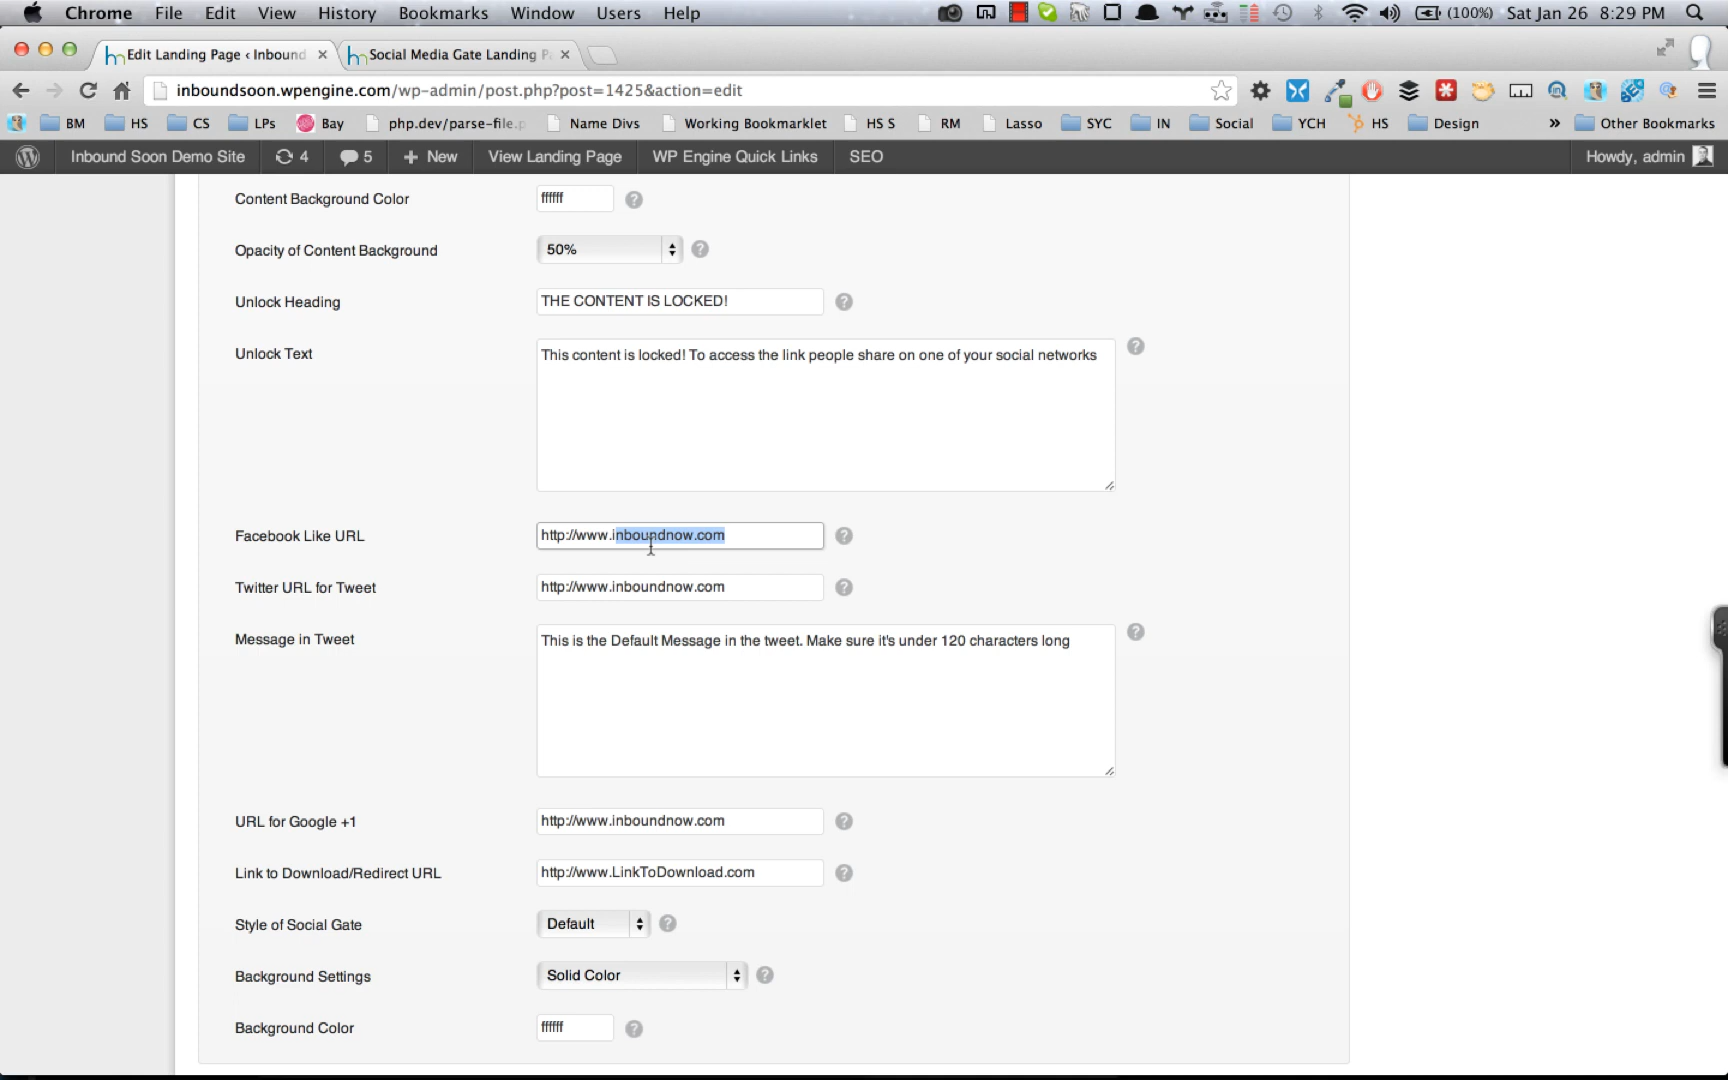 Chrome File Edit View History Bookmarks Window Users Help (100%) Sat Jan 26 8:29 PM
Edit Landing Page ‹ Inbound Social Media Gate Landing P
inboundsoon.wpengine.com/wp-admin/post.php?post=1425&action=edit
BM HS CS LPs Bay php.dev/parse-file.p Name Divs Working Bookmarklet HS S RM Lasso SYC IN Social YCH HS Design » Other Bookmarks
Inbound Soon Demo Site 4 5 + New View Landing Page WP Engine Quick Links SEO Howdy, admin
Content Background Color ffffff ?
Opacity of Content Background 50% ?
Unlock Heading THE CONTENT IS LOCKED! ?
Unlock Text This content is locked! To access the link people share on one of your social networks ?
Facebook Like URL http://www.inboundnow.com ?
Twitter URL for Tweet http://www.inboundnow.com ?
Message in Tweet This is the Default Message in the tweet. Make sure it's under 120 characters long ?
URL for Google +1 http://www.inboundnow.com ?
Link to Download/Redirect URL http://www.LinkToDownload.com ?
Style of Social Gate Default ?
Background Settings Solid Color ?
Background Color ffffff ?